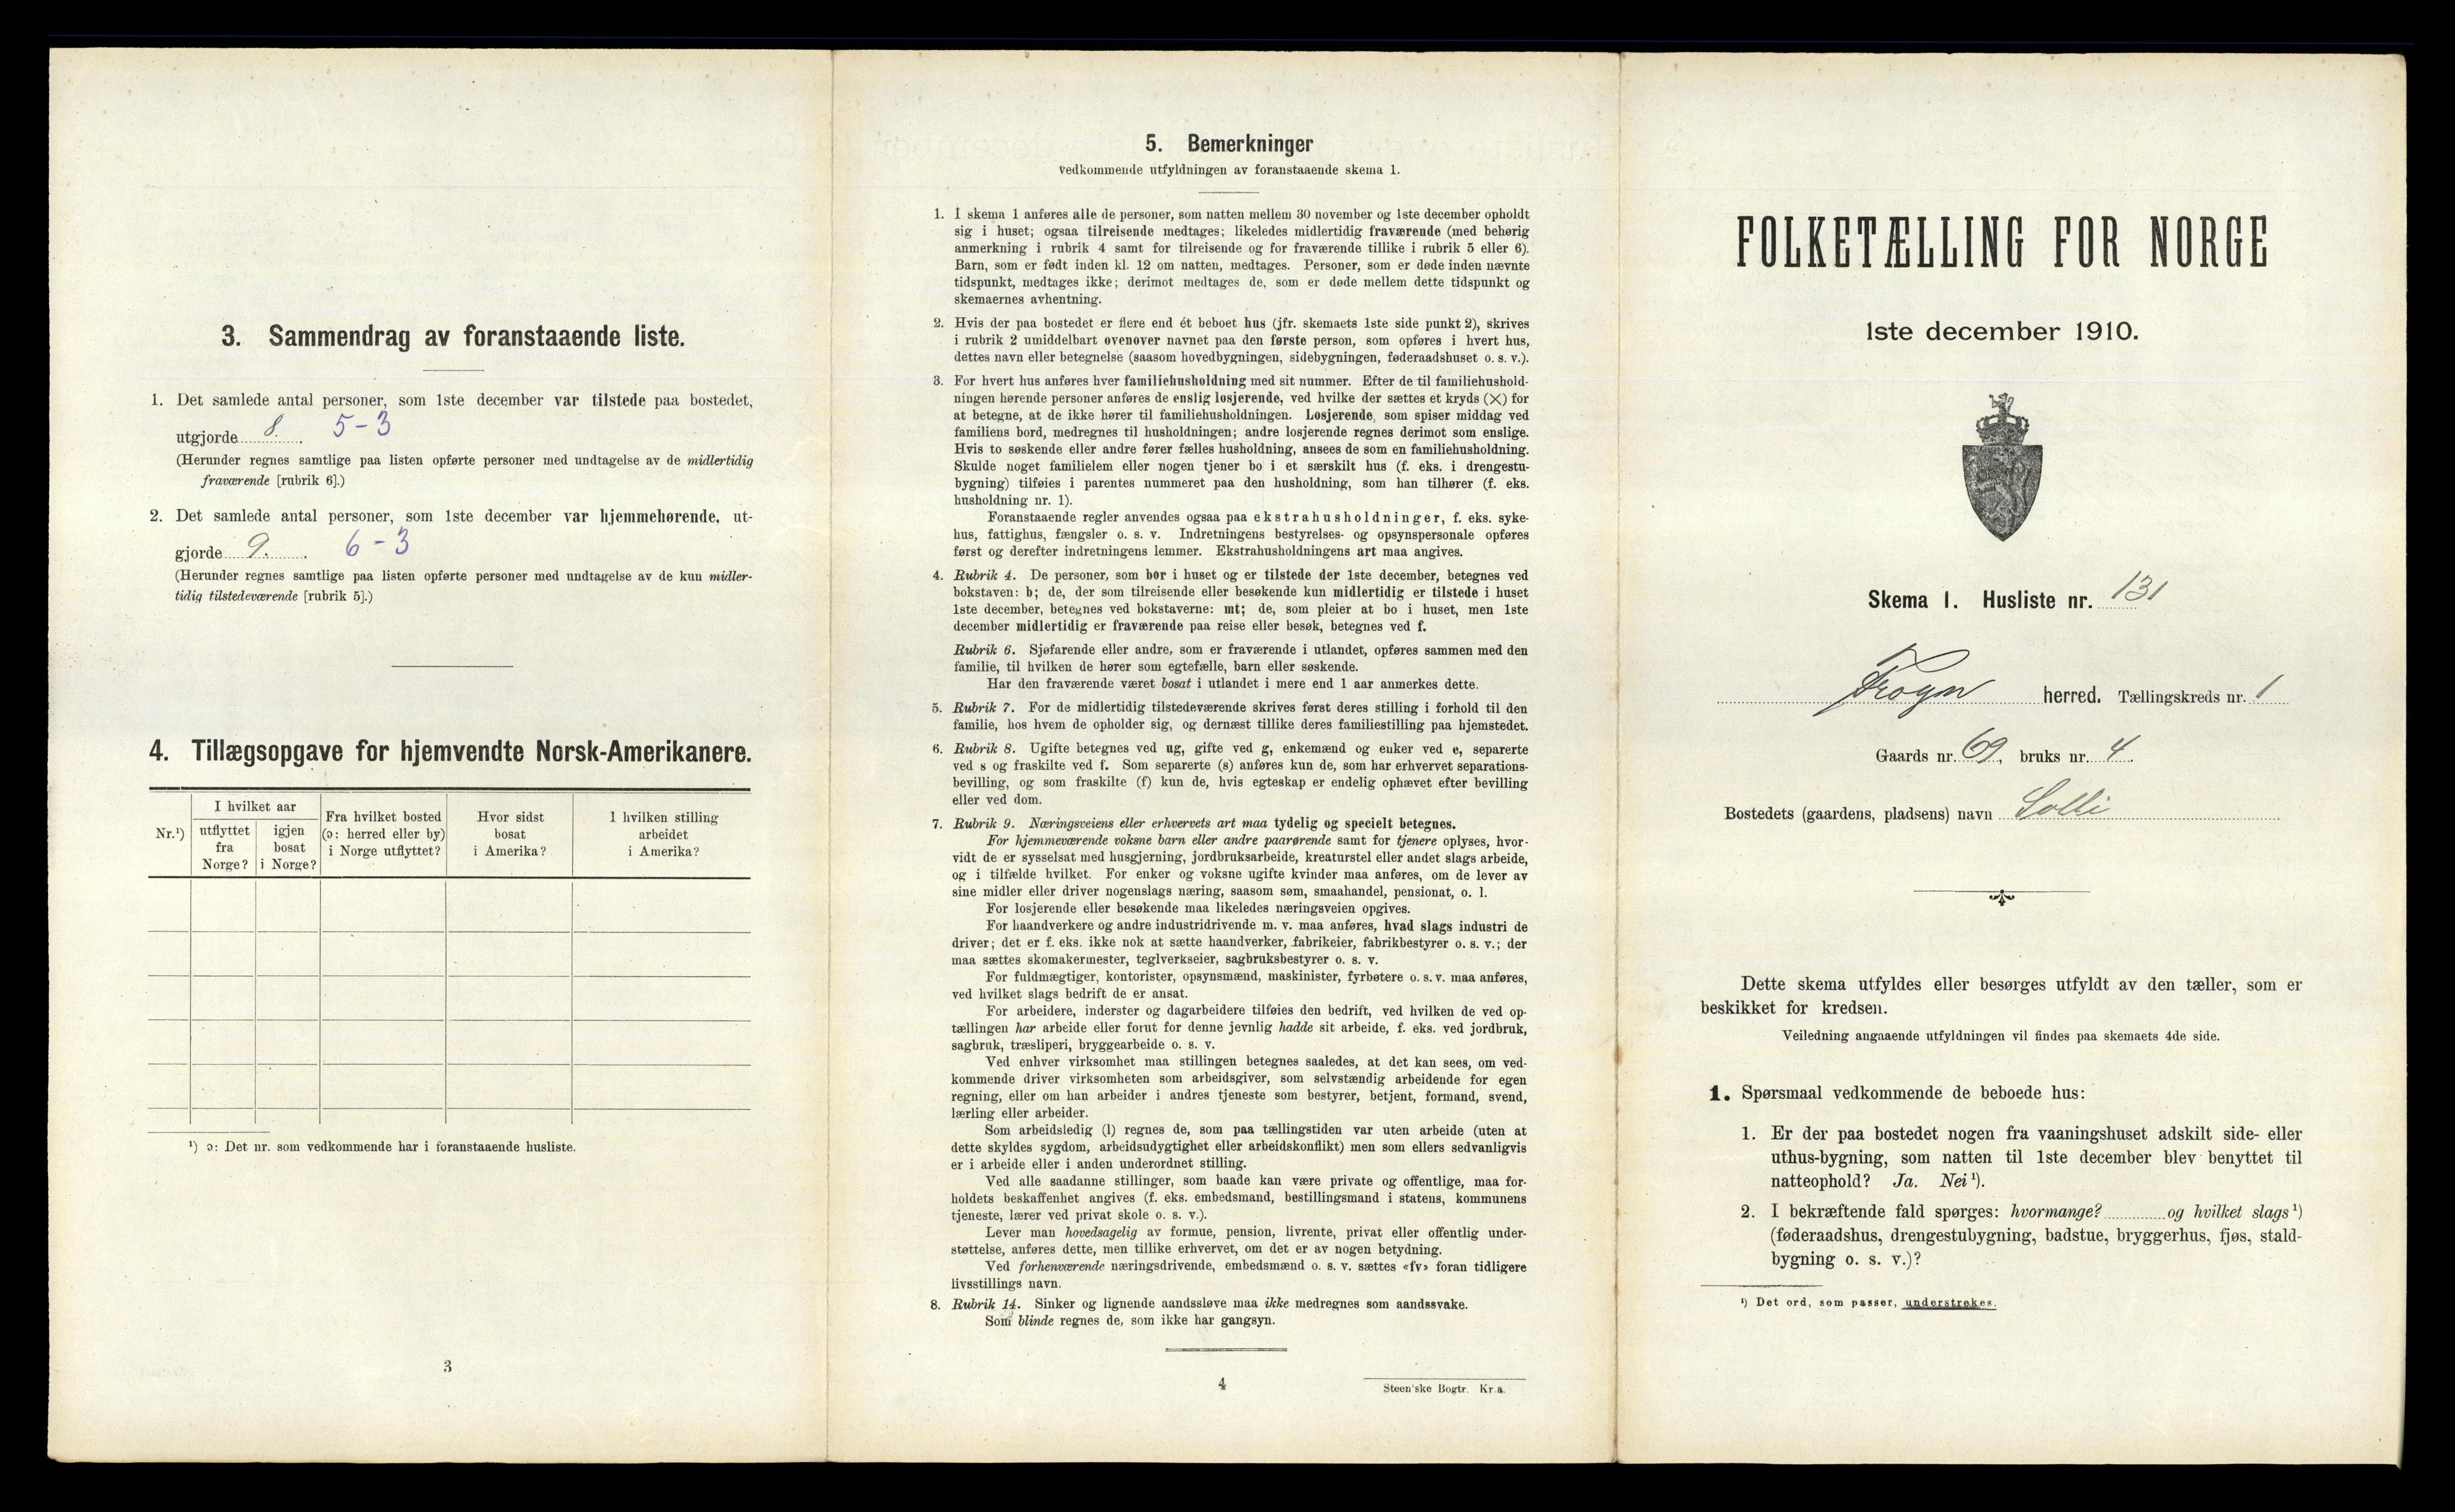 3. Sammendrag av foranstaaende liste.
1. Det samlede antal personer, som 1ste december var tilstede paa bostedet,
utgjorde 8. 5-3
(Herunder regnes samtlige paa listen opførte personer med undtagelse av de midlertidig
fraværende [rubrik 6].)
2. Det samlede antal personer, som 1ste december var hjemmehørende, ut-
gjorde 9. 6-3
(Herunder regnes samtlige paa listen opførte personer med undtagelse av de kun midler-
tidig tilstedeværende [rubrik 5].)
4. Tillægsopgave for hjemvendte Norsk-Amerikanere.
Nr.¹)
I hvilket aar
utflyttet
fra
Norge?
igjen
bosat
i Norge?
Fra hvilket bosted
(ɔ: herred eller by)
i Norge utflyttet?
Hvor sidst
bosat
i Amerika?
I hvilken stilling
arbeidet
i Amerika?
¹) ɔ: Det nr. som vedkommende har i foranstaaende husliste.
3
5. Bemerkninger
vedkommende utfyldningen av foranstaaende skema 1.
1. I skema 1 anføres alle de personer, som natten mellem 30 november og 1ste december opholdt
sig i huset; ogsaa tilreisende medtages; likeledes midlertidig fraværende (med behørig
anmerkning i rubrik 4 samt for tilreisende og for fraværende tillike i rubrik 5 eller 6).
Barn, som er født inden kl. 12 om natten, medtages. Personer, som er døde inden nævnte
tidspunkt, medtages ikke; derimot medtages de, som er døde mellem dette tidspunkt og
skemaernes avhentning.
2. Hvis der paa bostedet er flere end ét beboet hus (jfr. skemaets 1ste side punkt 2), skrives
i rubrik 2 umiddelbart ovenover navnet paa den første person, som opføres i hvert hus,
dettes navn eller betegnelse (saasom hovedbygningen, sidebygningen, føderaadshuset o. s. v.).
3. For hvert hus anføres hver familiehusholdning med sit nummer. Efter de til familiehushold-
ningen hørende personer anføres de enslig losjerende, ved hvilke der sættes et kryds (×) for
at betegne, at de ikke hører til familiehusholdningen. Losjerende, som spiser middag ved
familiens bord, medregnes til husholdningen; andre losjerende regnes derimot som enslige.
Hvis to søskende eller andre fører fælles husholdning, ansees de som en familiehusholdning.
Skulde noget familielem eller nogen tjener bo i et særskilt hus (f. eks. i drengestu-
bygning) tilføies i parentes nummeret paa den husholdning, som han tilhører (f. eks.
husholdning nr. 1).
Foranstaaende regler anvendes ogsaa paa ekstrahusholdninger, f. eks. syke-
hus, fattighus, fængsler o. s. v. Indretningens bestyrelses- og opsynspersonale opføres
først og derefter indretningens lemmer. Ekstrahusholdningens art maa angives.
4. Rubrik 4. De personer, som bor i huset og er tilstede der 1ste december, betegnes ved
bokstaven: b; de, der som tilreisende eller besøkende kun midlertidig er tilstede i huset
1ste december, betegnes ved bokstaverne: mt; de, som pleier at bo i huset, men 1ste
december midlertidig er fraværende paa reise eller besøk, betegnes ved f.
Rubrik 6. Sjøfarende eller andre, som er fraværende i utlandet, opføres sammen med den
familie, til hvilken de hører som egtefælle, barn eller søskende.
Har den fraværende været bosat i utlandet i mere end 1 aar anmerkes dette.
5. Rubrik 7. For de midlertidig tilstedeværende skrives først deres stilling i forhold til den
familie, hos hvem de opholder sig, og dernæst tillike deres familiestilling paa hjemstedet.
6. Rubrik 8. Ugifte betegnes ved ug, gifte ved g, enkemænd og enker ved e, separerte
ved s og fraskilte ved f. Som separerte (s) anføres kun de, som har erhvervet separations-
bevilling, og som fraskilte (f) kun de, hvis egteskap er endelig ophævet efter bevilling
eller ved dom.
7. Rubrik 9. Næringsveiens eller erhvervets art maa tydelig og specielt betegnes.
For hjemmeværende voksne barn eller andre paarørende samt for tjenere oplyses, hvor-
vidt de er sysselsat med husgjerning, jordbruksarbeide, kreaturstel eller andet slags arbeide,
og i tilfælde hvilket. For enker og voksne ugifte kvinder maa anføres, om de lever av
sine midler eller driver nogenslags næring, saasom søm, smaahandel, pensionat, o. l.
For losjerende eller besøkende maa likeledes næringsveien opgives.
For haandverkere og andre industridrivende m. v. maa anføres, hvad slags industri de
driver; det er f. eks. ikke nok at sætte haandverker, fabrikeier, fabrikbestyrer o. s. v.; der
maa sættes skomakermester, teglverkseier, sagbruksbestyrer o. s. v.
For fuldmægtiger, kontorister, opsynsmænd, maskinister, fyrbøtere o. s. v. maa anføres,
ved hvilket slags bedrift de er ansat.
For arbeidere, inderster og dagarbeidere tilføies den bedrift, ved hvilken de ved op-
tællingen har arbeide eller forut for denne jevnlig hadde sit arbeide, f. eks. ved jordbruk,
sagbruk, træsliperi, bryggearbeide o. s. v.
Ved enhver virksomhet maa stillingen betegnes saaledes, at det kan sees, om ved-
kommende driver virksomheten som arbeidsgiver, som selvstændig arbeidende for egen
regning, eller om han arbeider i andres tjeneste som bestyrer, betjent, formand, svend,
lærling eller arbeider.
Som arbeidsledig (l) regnes de, som paa tællingstiden var uten arbeide (uten at
dette skyldes sygdom, arbeidsudygtighet eller arbeidskonflikt) men som ellers sedvanligvis
er i arbeide eller i anden underordnet stilling.
Ved alle saadanne stillinger, som baade kan være private og offentlige, maa for-
holdets beskaffenhet angives (f. eks. embedsmand, bestillingsmand i statens, kommunens
tjeneste, lærer ved privat skole o. s. v.).
Lever man hovedsagelig av formue, pension, livrente, privat eller offentlig under-
støttelse, anføres dette, men tillike erhvervet, om det er av nogen betydning.
Ved forhenværende næringsdrivende, embedsmænd o. s. v. sættes «fv» foran tidligere
livsstillings navn.
8. Rubrik 14. Sinker og lignende aandssløve maa ikke medregnes som aandssvake.
Som blinde regnes de, som ikke har gangsyn.
4
Steen'ske Bogtr. Kr.a.
FOLKETÆLLING FOR NORGE
1ste december 1910.
Skema 1. Husliste nr. 131
Frogn herred. Tællingskreds nr. 1
Gaards nr. 69, bruks nr. 4.
Bostedets (gaardens, pladsens) navn Solli
Dette skema utfyldes eller besørges utfyldt av den tæller, som er
beskikket for kredsen.
Veiledning angaaende utfyldningen vil findes paa skemaets 4de side.
1. Spørsmaal vedkommende de beboede hus:
1. Er der paa bostedet nogen fra vaaningshuset adskilt side- eller
uthus-bygning, som natten til 1ste december blev benyttet til
natteophold? Ja. Nei¹).
2. I bekræftende fald spørges: hvormange? og hvilket slags¹)
(føderaadshus, drengestubygning, badstue, bryggerhus, fjøs, stald-
bygning o. s. v.)?
¹) Det ord, som passer, understrekes.